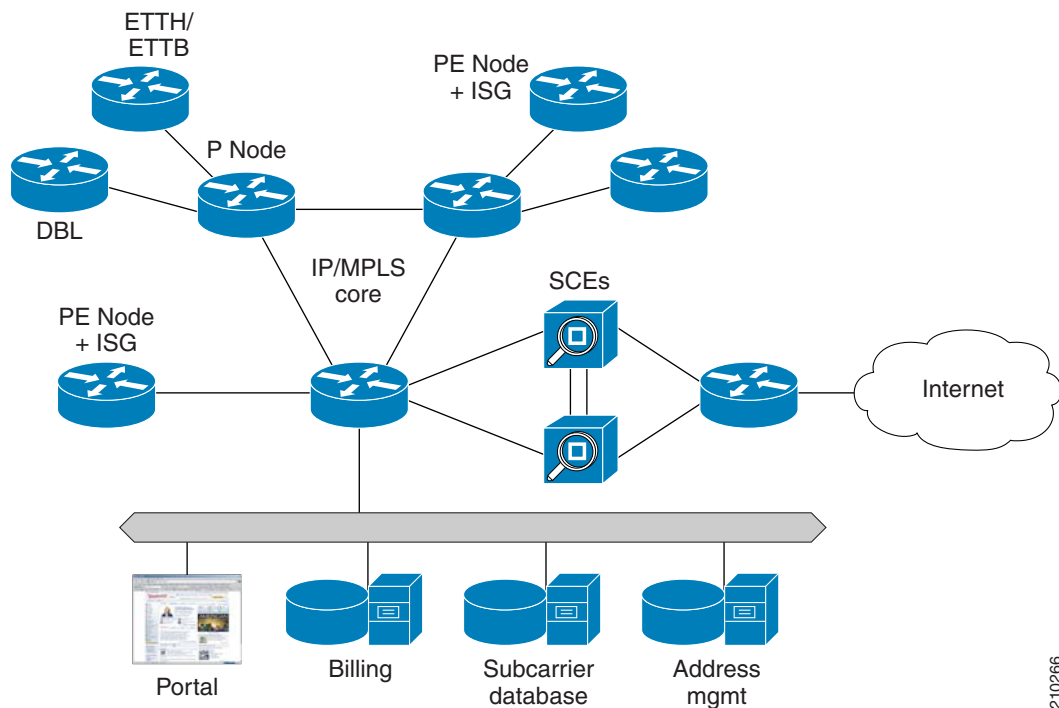 ETTH/
ETTB
PE Node
+ ISG
P Node
DBL
IP/MPLS
core
SCEs
PE Node
+ ISG
Internet
Portal
Billing
Subcarrier
database
Address
mgmt
210266